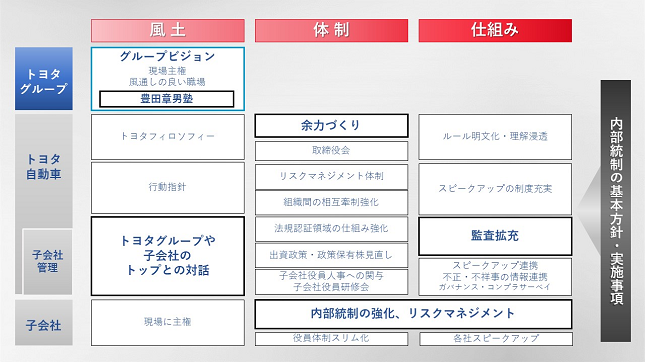 風土
体制
仕組み
トヨタ
グループ
グループビジョン
現場主権
風通しの良い職場
豊田章男塾
トヨタ
自動車
トヨタフィロソフィー
余力づくり
ルール明文化・理解浸透
取締役会
行動指針
リスクマネジメント体制
スピークアップの制度充実
組織間の相互牽制強化
子会社
管理
トヨタグループや
子会社の
トップとの対話
法規認証領域の仕組み強化
監査拡充
出資政策・政策保有株見直し
子会社役員人事への関与
子会社役員研修会
スピークアップ連携
不正・不祥事の情報連携
ガバナンス・コンプラサーベイ
子会社
現場に主権
内部統制の強化、リスクマネジメント
役員体制スリム化
各社スピークアップ
内部統制の基本方針・実施事項